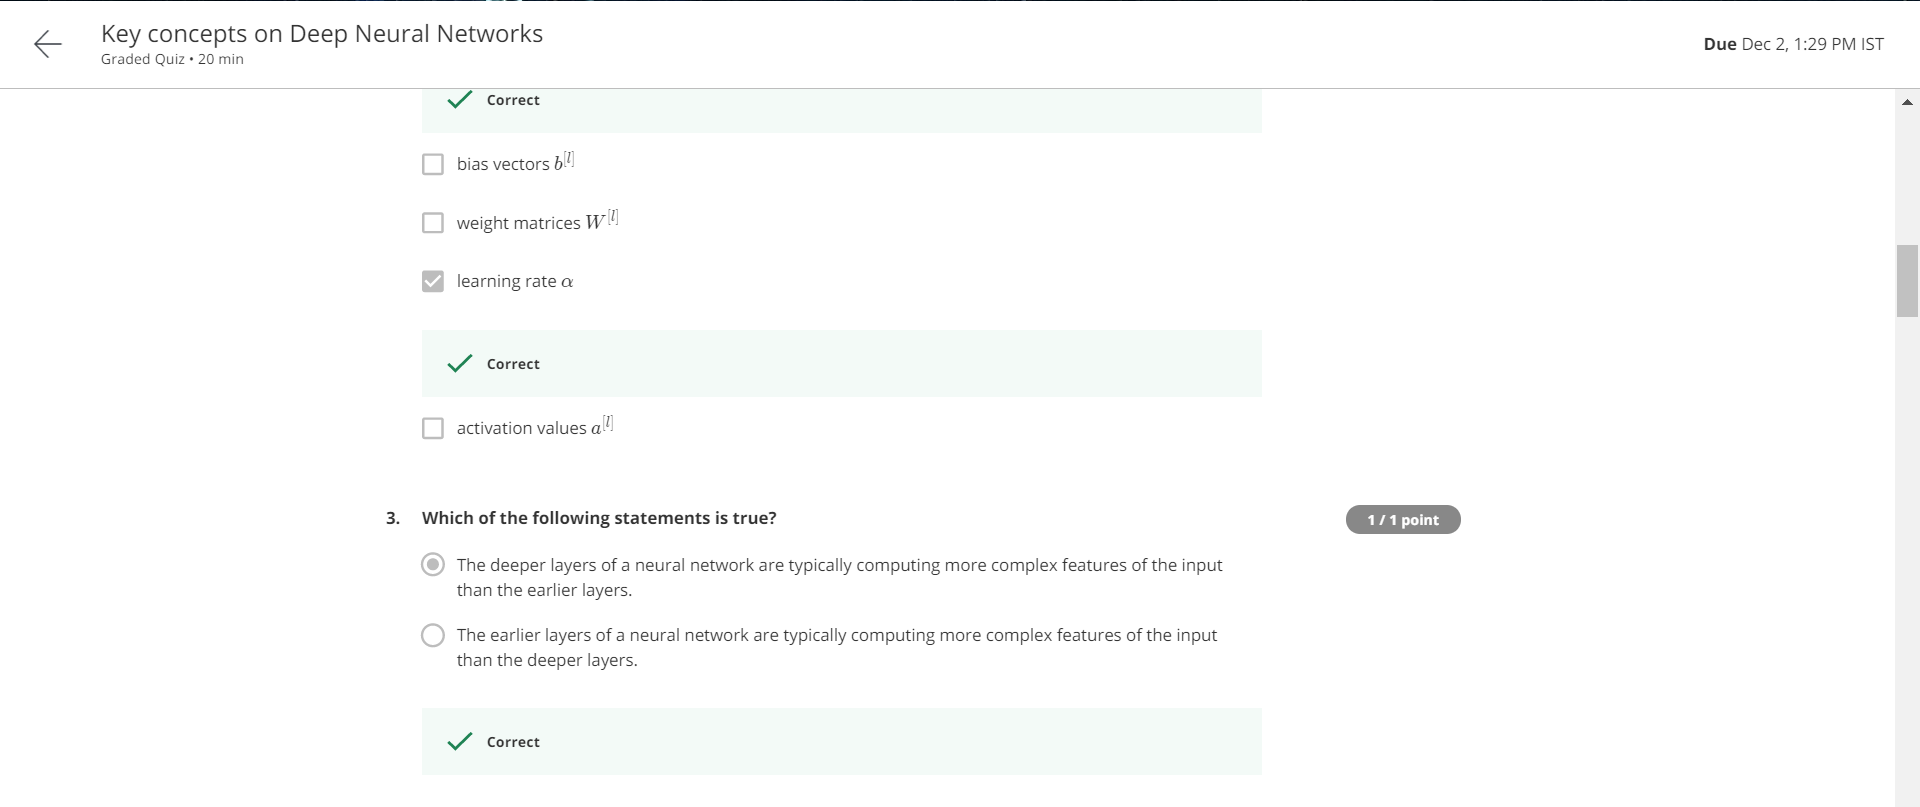 Key concepts on Deep Neural Networks
Graded Quiz • 20 min
Due Dec 2, 1:29 PM IST
Correct
bias vectors b^[l]
weight matrices W^[l]
learning rate α
Correct
activation values a^[l]
3. Which of the following statements is true?
1 / 1 point
The deeper layers of a neural network are typically computing more complex features of the input
than the earlier layers.
The earlier layers of a neural network are typically computing more complex features of the input
than the deeper layers.
Correct